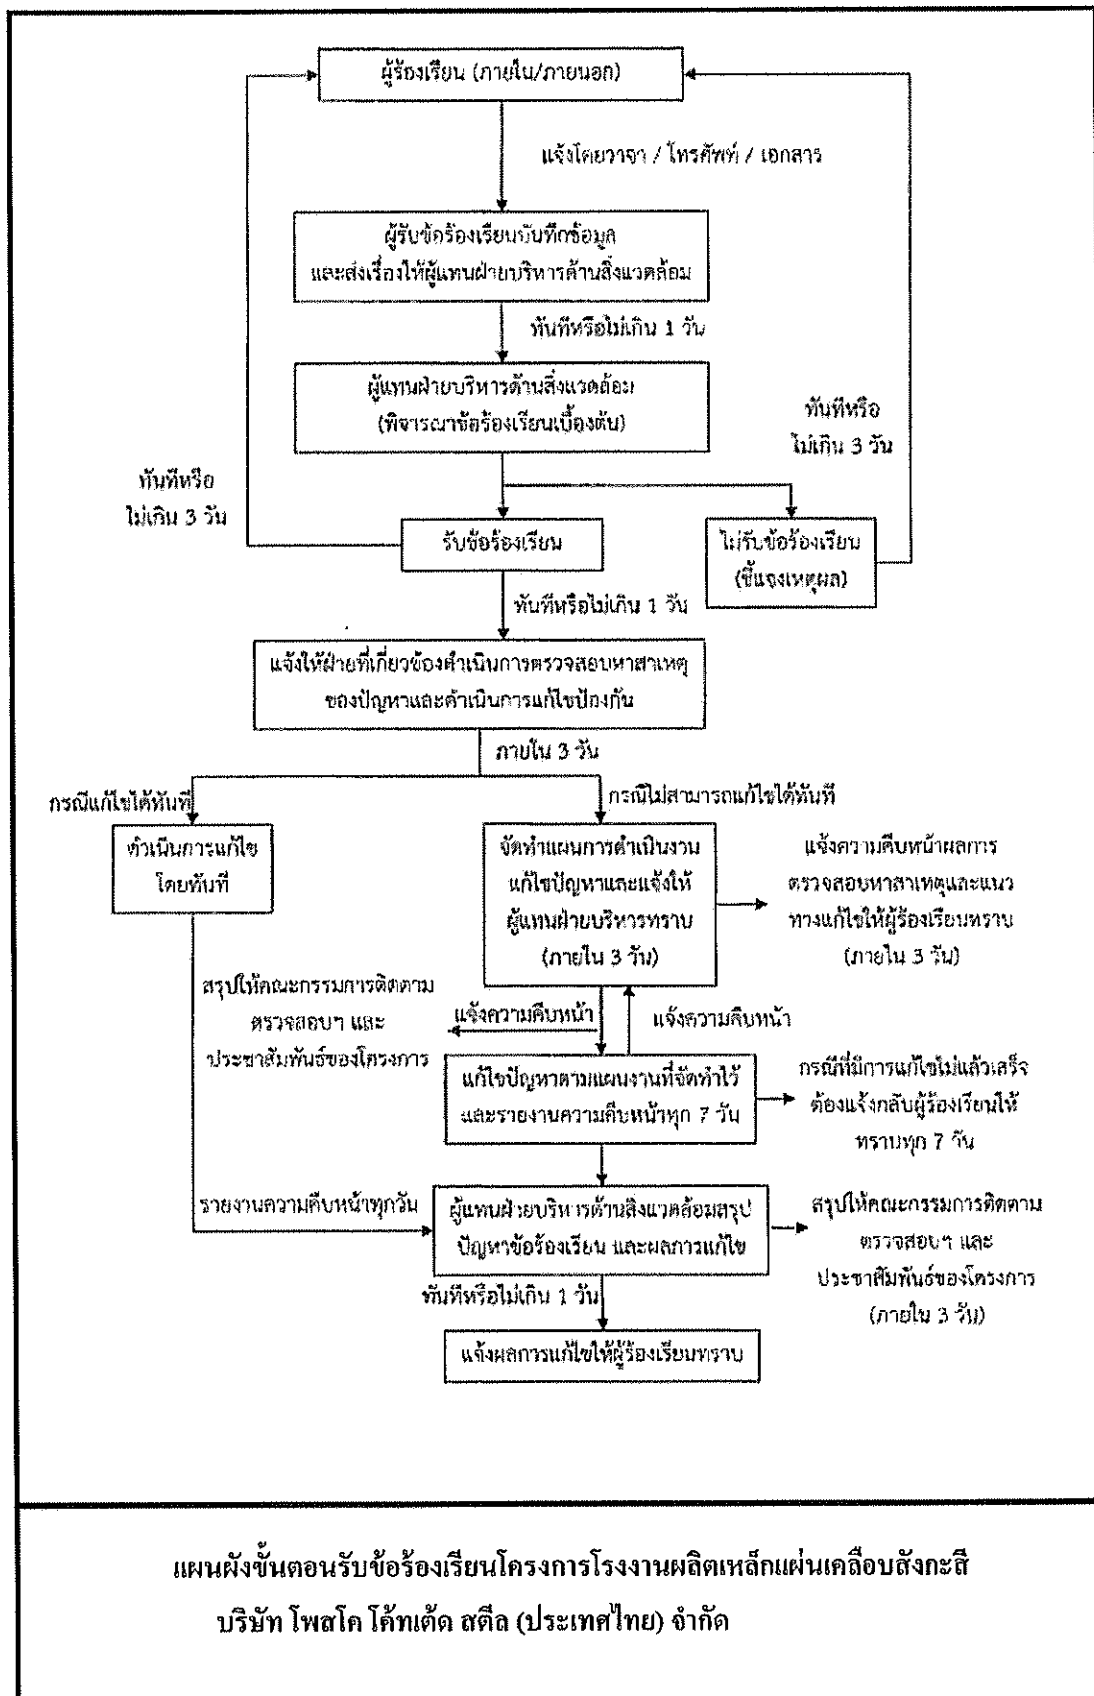 ผู้ร้องเรียน (ภายใน/ภายนอก)
แจ้งโดยวาจา / โทรศัพท์ / เอกสาร
ผู้รับข้อร้องเรียนบันทึกข้อมูล
และส่งเรื่องให้ผู้แทนฝ่ายบริหารด้านสิ่งแวดล้อม
ทันทีหรือไม่เกิน 1 วัน
ผู้แทนฝ่ายบริหารด้านสิ่งแวดล้อม
(พิจารณาข้อร้องเรียนเบื้องต้น)
ทันทีหรือ
ไม่เกิน 3 วัน
ทันทีหรือ
ไม่เกิน 3 วัน
รับข้อร้องเรียน
ไม่รับข้อร้องเรียน
(ชี้แจงเหตุผล)
ทันทีหรือไม่เกิน 1 วัน
แจ้งให้ฝ่ายที่เกี่ยวข้องดำเนินการตรวจสอบหาสาเหตุ
ของปัญหาและดำเนินการแก้ไขป้องกัน
ภายใน 3 วัน
กรณีแก้ไขได้ทันที
กรณีไม่สามารถแก้ไขได้ทันที
ดำเนินการแก้ไข
โดยทันที
จัดทำแผนการดำเนินงาน
แก้ไขปัญหาและแจ้งให้
ผู้แทนฝ่ายบริหารทราบ
(ภายใน 3 วัน)
แจ้งความคืบหน้าผลการ
ตรวจสอบหาสาเหตุและแนว
ทางแก้ไขให้ผู้ร้องเรียนทราบ
(ภายใน 3 วัน)
สรุปให้คณะกรรมการติดตาม
ตรวจสอบฯ และ
ประชาสัมพันธ์ของโครงการ
แจ้งความคืบหน้า
แจ้งความคืบหน้า
แก้ไขปัญหาตามแผนงานที่จัดทำไว้
และรายงานความคืบหน้าทุก 7 วัน
กรณีที่มีการแก้ไขไม่แล้วเสร็จ
ต้องแจ้งกลับผู้ร้องเรียนให้
ทราบทุก 7 วัน
รายงานความคืบหน้าทุกวัน
ผู้แทนฝ่ายบริหารด้านสิ่งแวดล้อมสรุป
ปัญหาข้อร้องเรียน และผลการแก้ไข
สรุปให้คณะกรรมการติดตาม
ตรวจสอบฯ และ
ประชาสัมพันธ์ของโครงการ
(ภายใน 3 วัน)
ทันทีหรือไม่เกิน 1 วัน
แจ้งผลการแก้ไขให้ผู้ร้องเรียนทราบ
แผนผังขั้นตอนรับข้อร้องเรียนโครงการโรงงานผลิตเหล็กแผ่นเคลือบสังกะสี
บริษัท โพสโค โค้ทเต็ด สตีล (ประเทศไทย) จำกัด